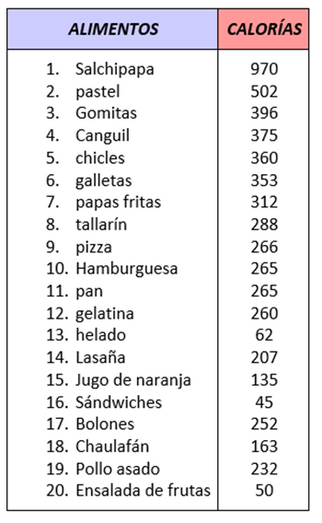 ALIMENTOS CALORÍAS
1. Salchipapa 970
2. pastel 502
3. Gomitas 396
4. Canguil 375
5. chicles 360
6. galletas 353
7. papas fritas 312
8. tallarín 288
9. pizza 266
10. Hamburguesa 265
11. pan 265
12. gelatina 260
13. helado 62
14. Lasaña 207
15. Jugo de naranja 135
16. Sándwiches 45
17. Bolones 252
18. Chaulafán 163
19. Pollo asado 232
20. Ensalada de frutas 50